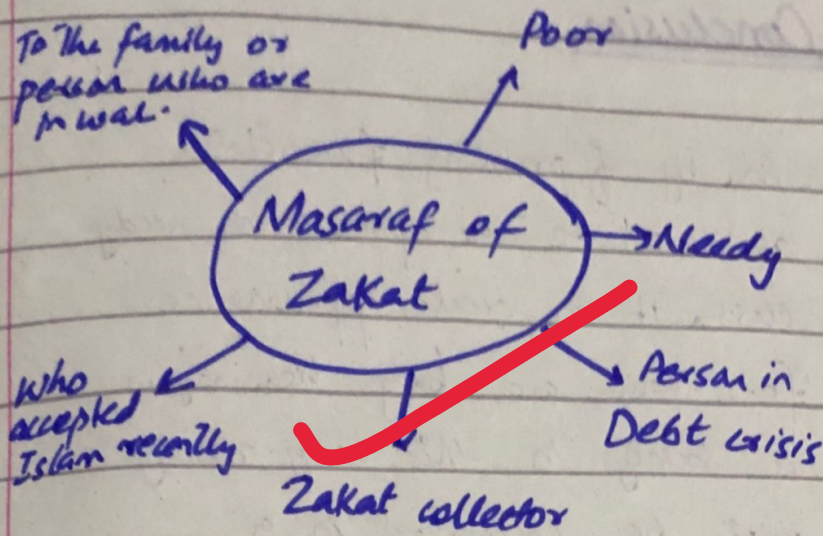 To the family or
person who are
in war.
Poor
Masaraf of
Zakat
Needy
Person in
Debt crisis
Who
accepted
Islam recently
Zakat collector